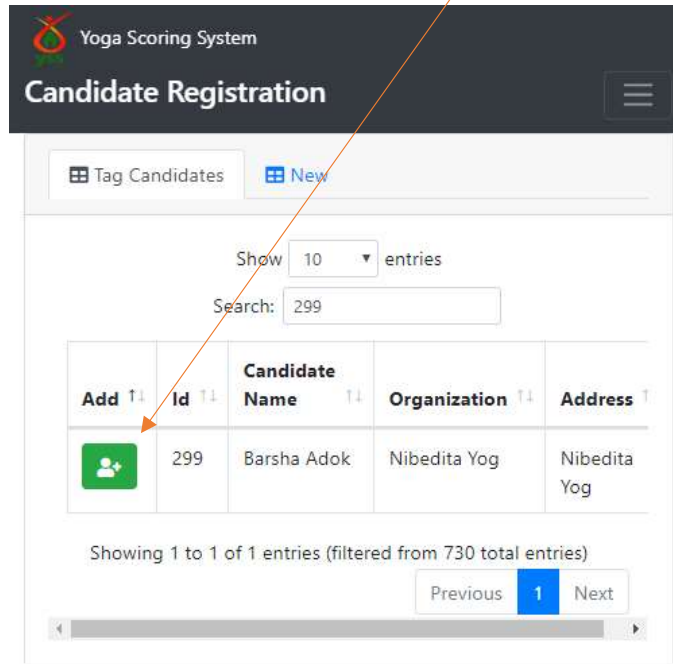 Yoga Scoring System
yss
Candidate Registration
Tag Candidates New
Show 10 entries
Search: 299
Add Id Candidate Name Organization Address
299 Barsha Adok Nibedita Yog Nibedita Yog
Showing 1 to 1 of 1 entries (filtered from 730 total entries)
Previous 1 Next